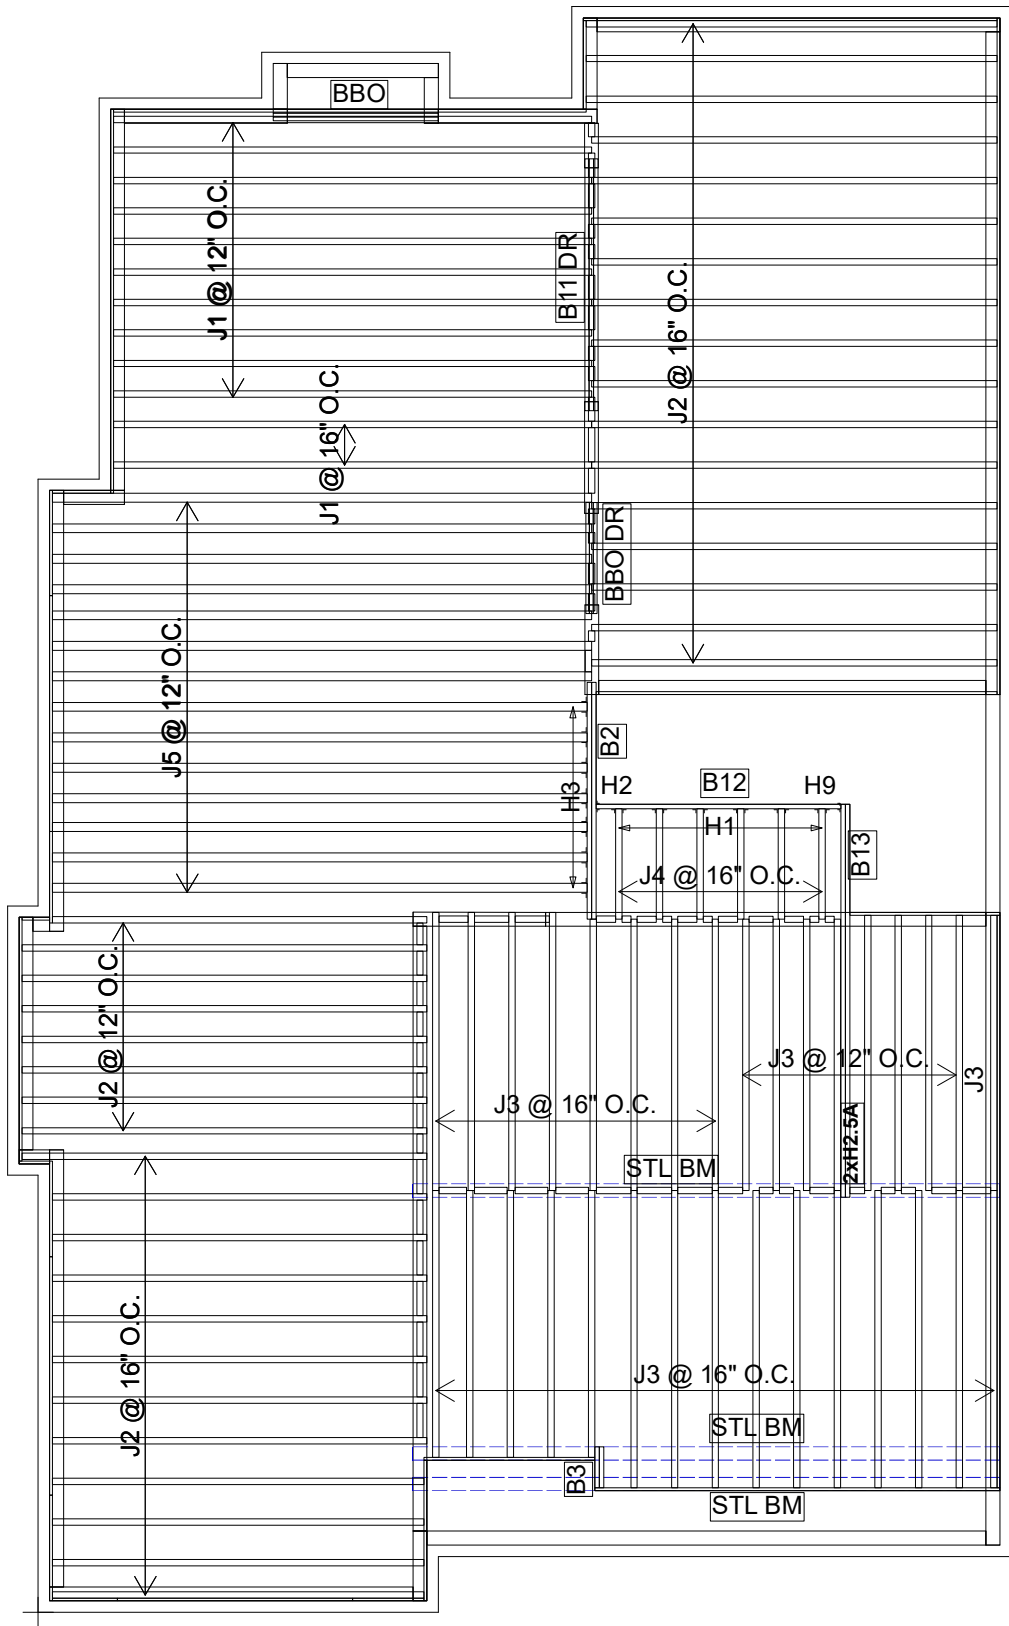 BBO
J1 @ 12" O.C.
B11 DR
J2 @ 16" O.C.
J1 @ 16" O.C.
BBO DR
J5 @ 12" O.C.
B2
H3
H2
B12
H9
H1
B13
J4 @ 16" O.C.
J2 @ 12" O.C.
J3 @ 12" O.C.
J3
J3 @ 16" O.C.
2xH2.5A
STL BM
J2 @ 16" O.C.
J3 @ 16" O.C.
STL BM
B3
STL BM